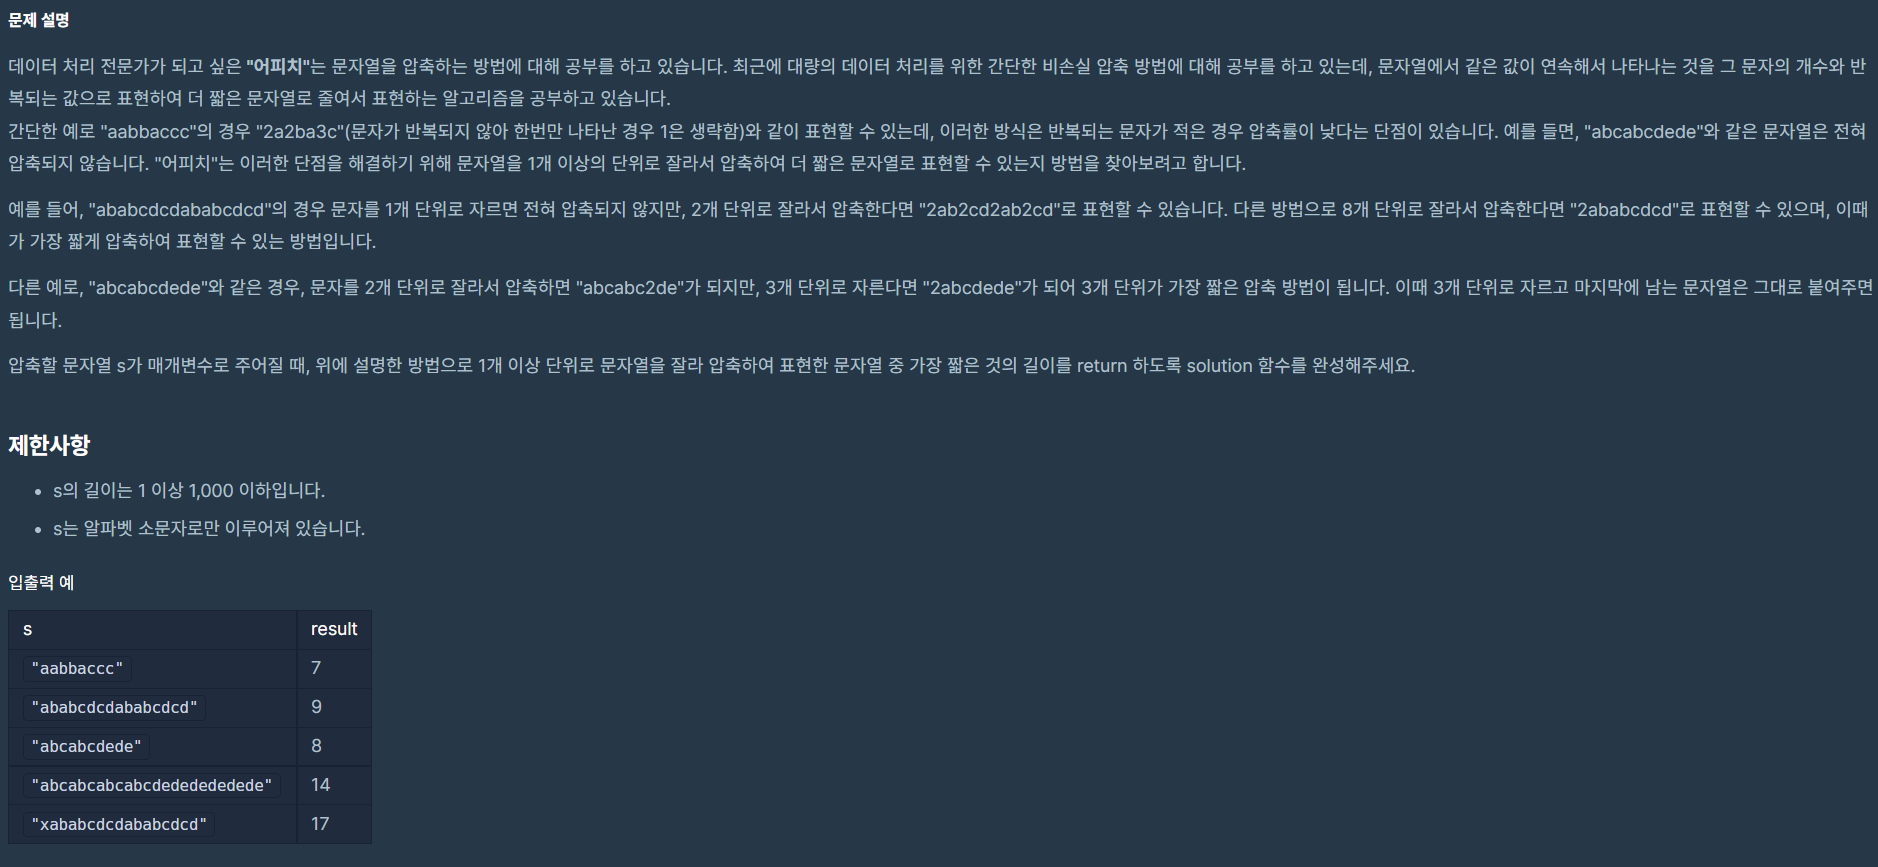 문제 설명
데이터 처리 전문가가 되고 싶은 "어피치"는 문자열을 압축하는 방법에 대해 공부를 하고 있습니다. 최근에 대량의 데이터 처리를 위한 간단한 비손실 압축 방법에 대해 공부를 하고 있는데, 문자열에서 같은 값이 연속해서 나타나는 것을 그 문자의 개수와 반
복되는 값으로 표현하여 더 짧은 문자열로 줄여서 표현하는 알고리즘을 공부하고 있습니다.
간단한 예로 "aabbaccc"의 경우 "2a2ba3c"(문자가 반복되지 않아 한번만 나타난 경우 1은 생략함)와 같이 표현할 수 있는데, 이러한 방식은 반복되는 문자가 적은 경우 압축률이 낮다는 단점이 있습니다. 예를 들면, "abcabcdede"와 같은 문자열은 전혀
압축되지 않습니다. "어피치"는 이러한 단점을 해결하기 위해 문자열을 1개 이상의 단위로 잘라서 압축하여 더 짧은 문자열로 표현할 수 있는지 방법을 찾아보려고 합니다.
예를 들어, "ababcdcdababcdcd"의 경우 문자를 1개 단위로 자르면 전혀 압축되지 않지만, 2개 단위로 잘라서 압축한다면 "2ab2cd2ab2cd"로 표현할 수 있습니다. 다른 방법으로 8개 단위로 잘라서 압축한다면 "2ababcdcd"로 표현할 수 있으며, 이때
가 가장 짧게 압축하여 표현할 수 있는 방법입니다.
다른 예로, "abcabcdede"와 같은 경우, 문자를 2개 단위로 잘라서 압축하면 "abcabc2de"가 되지만, 3개 단위로 자른다면 "2abcdede"가 되어 3개 단위가 가장 짧은 압축 방법이 됩니다. 이때 3개 단위로 자르고 마지막에 남는 문자열은 그대로 붙여주면
됩니다.
압축할 문자열 s가 매개변수로 주어질 때, 위에 설명한 방법으로 1개 이상 단위로 문자열을 잘라 압축하여 표현한 문자열 중 가장 짧은 것의 길이를 return 하도록 solution 함수를 완성해주세요.
제한사항
• s의 길이는 1 이상 1,000 이하입니다.
• s는 알파벳 소문자로만 이루어져 있습니다.
입출력 예
s result
"aabbaccc" 7
"ababcdcdababcdcd" 9
"abcabcdede" 8
"abcabcabcabcdededededede" 14
"xababcdcdababcdcd" 17